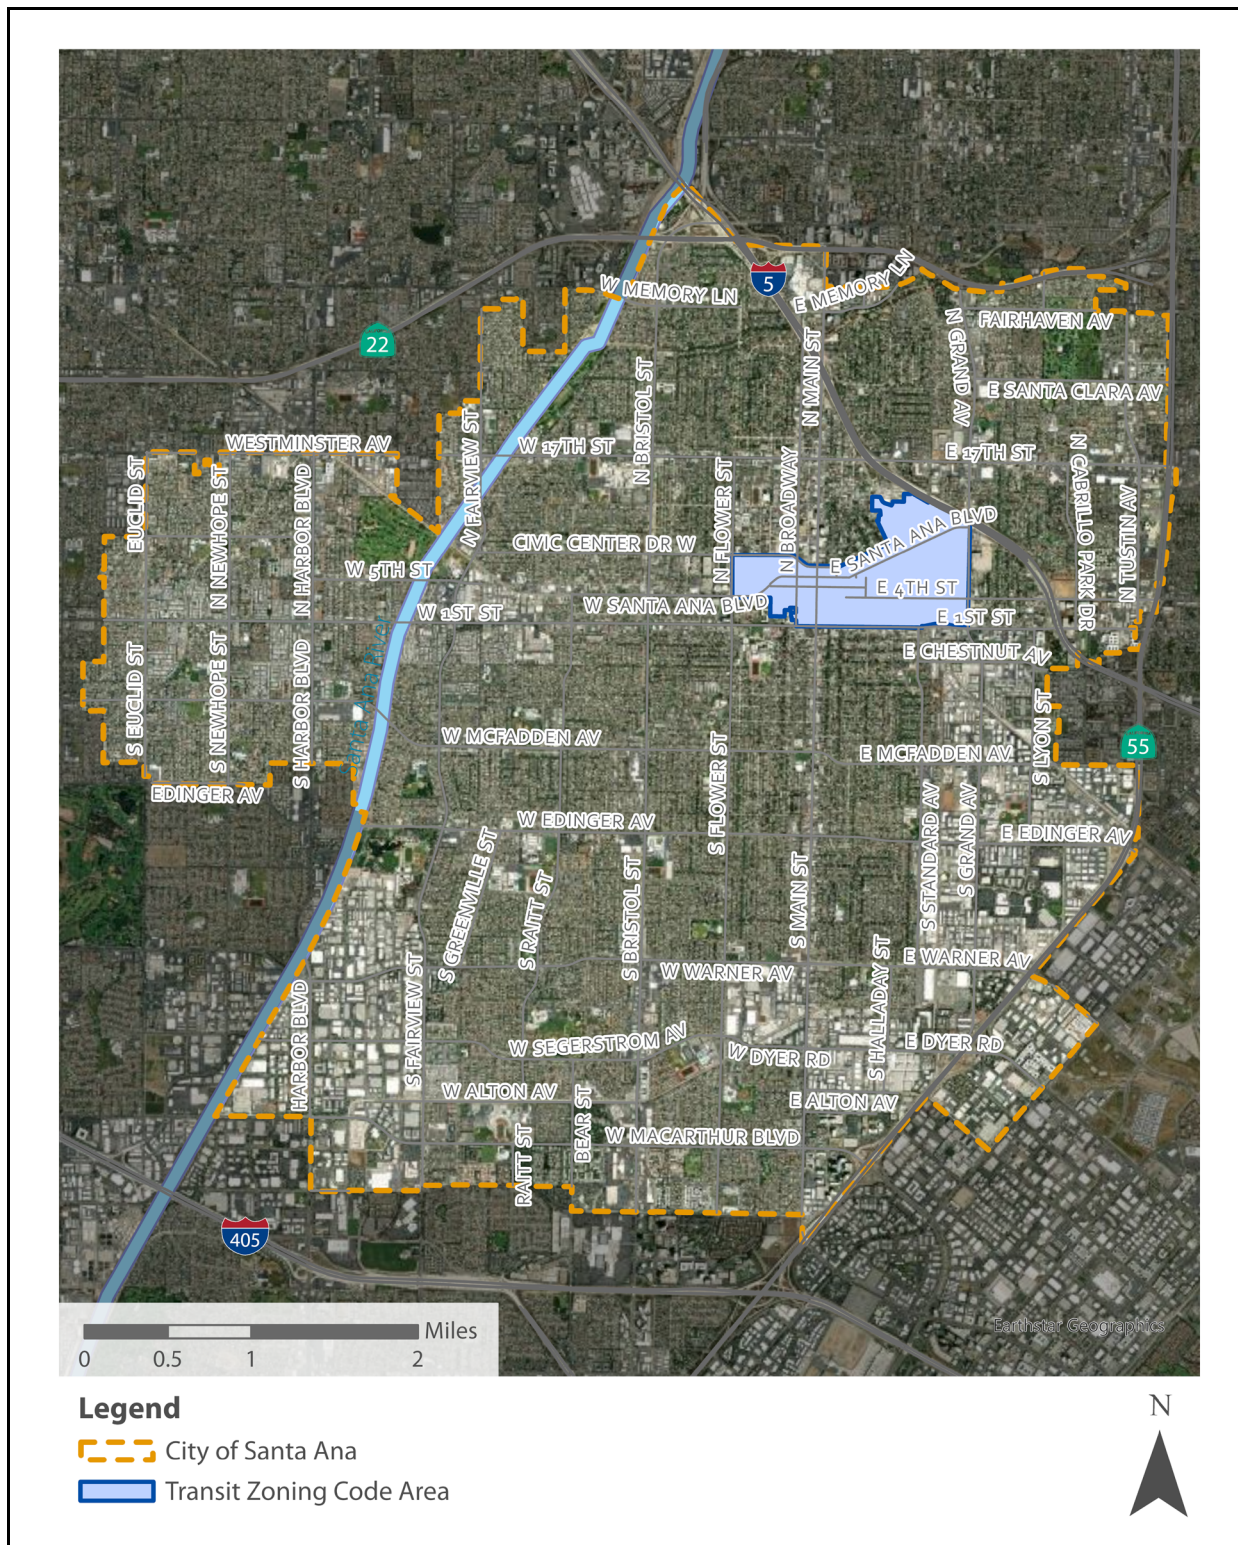 W MEMORY LN
5
E MEMORY LN
22
FAIRHAVEN AV
N GRAND AV
N MAIN ST
N BRISTOL ST
E SANTA CLARA AV
WESTMINSTER AV
N FAIRVIEW ST
W 17TH ST
E 17TH ST
EUCLID ST
N NEWHOPE ST
N HARBOR BLVD
N FLOWER ST
N BROADWAY
N CABRILLO PARK DR
N TUSTIN AV
CIVIC CENTER DR W
E SANTA ANA BLVD
W 5TH ST
E 4TH ST
W SANTA ANA BLVD
W 1ST ST
E 1ST ST
Santa Ana River
E CHESTNUT AV
S EUCLID ST
S NEWHOPE ST
S HARBOR BLVD
S LYON ST
W MCFADDEN AV
E MCFADDEN AV
55
S FLOWER ST
EDINGER AV
W EDINGER AV
E EDINGER AV
S GREENVILLE ST
S RAITT ST
S BRISTOL ST
S MAIN ST
S STANDARD AV
S GRAND AV
W WARNER AV
E WARNER AV
HARBOR BLVD
S FAIRVIEW ST
S HALLADAY ST
W SEGERSTROM AV
W DYER RD
E DYER RD
W ALTON AV
E ALTON AV
BEAR ST
RAITT ST
W MACARTHUR BLVD
405
Earthstar Geographics
Miles
0 0.5 1 2
Legend
City of Santa Ana
Transit Zoning Code Area
N